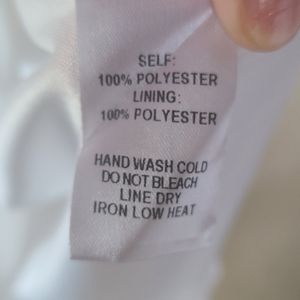 SELF:
100% POLYESTER
LINING:
100% POLYESTER
HAND WASH COLD
DO NOT BLEACH
LINE DRY
IRON LOW HEAT